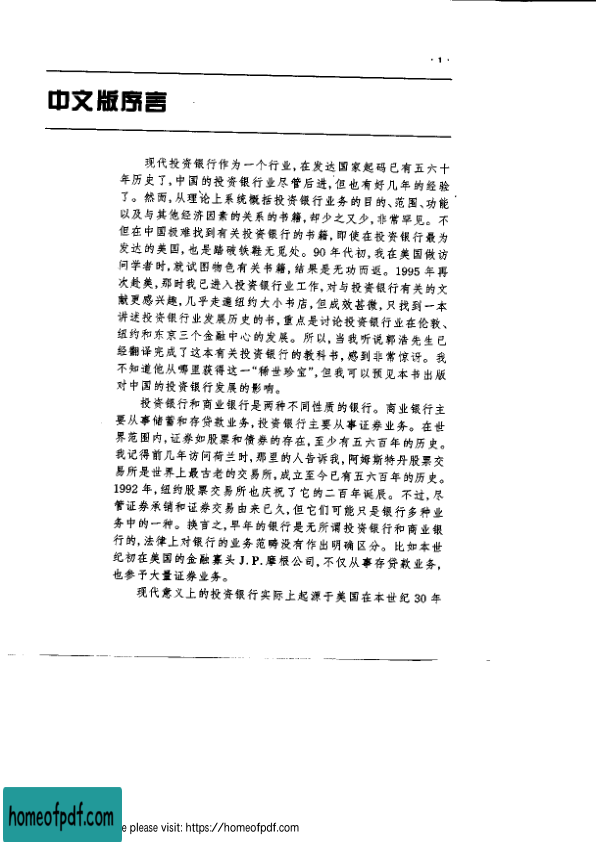 · 1 ·
中文版序言
现代投资银行作为一个行业,在发达国家起码已有五六十
年历史了,中国的投资银行业尽管后进,但也有好几年的经验
了。然而,从理论上系统概括投资银行业务的目的、范围、功能
以及与其他经济因素的关系的书籍,却少之又少,非常罕见。不
但在中国极难找到有关投资银行的书籍,即使在投资银行最为
发达的美国,也是踏破铁鞋无觅处。90年代初,我在美国做访
问学者时,就试图物色有关书籍,结果是无功而返。1995年再
次赴美,那时我已进入投资银行业工作,对与投资银行有关的文
献更感兴趣,几乎走遍纽约大小书店,但成效甚微,只找到一本
讲述投资银行业发展历史的书,重点是讨论投资银行业在伦敦、
纽约和东京三个金融中心的发展。所以,当我听说郭浩先生已
经翻译完成了这本有关投资银行的教科书,感到非常惊讶。我
不知道他从哪里获得这一“稀世珍宝”,但我可以预见本书出版
对中国的投资银行发展的影响。
投资银行和商业银行是两种不同性质的银行。商业银行主
要从事储蓄和存贷款业务,投资银行主要从事证券业务。在世
界范围内,证券如股票和债券的存在,至少有五六百年的历史。
我记得前几年访问荷兰时,那里的人告诉我,阿姆斯特丹股票交
易所是世界上最古老的交易所,成立至今已有五六百年的历史。
1992年,纽约股票交易所也庆祝了它的二百年诞辰。不过,尽
管证券承销和证券交易由来已久,但它们可能只是银行多种业
务中的一种。换言之,早年的银行是无所谓投资银行和商业银
行的,法律上对银行的业务范畴没有作出明确区分。比如本世
纪初在美国的金融寡头J.P.摩根公司,不仅从事存贷款业务,
也参予大量证券业务。
现代意义上的投资银行实际上起源于美国在本世纪30年
homeofpdf.com
e please visit: https://homeofpdf.com